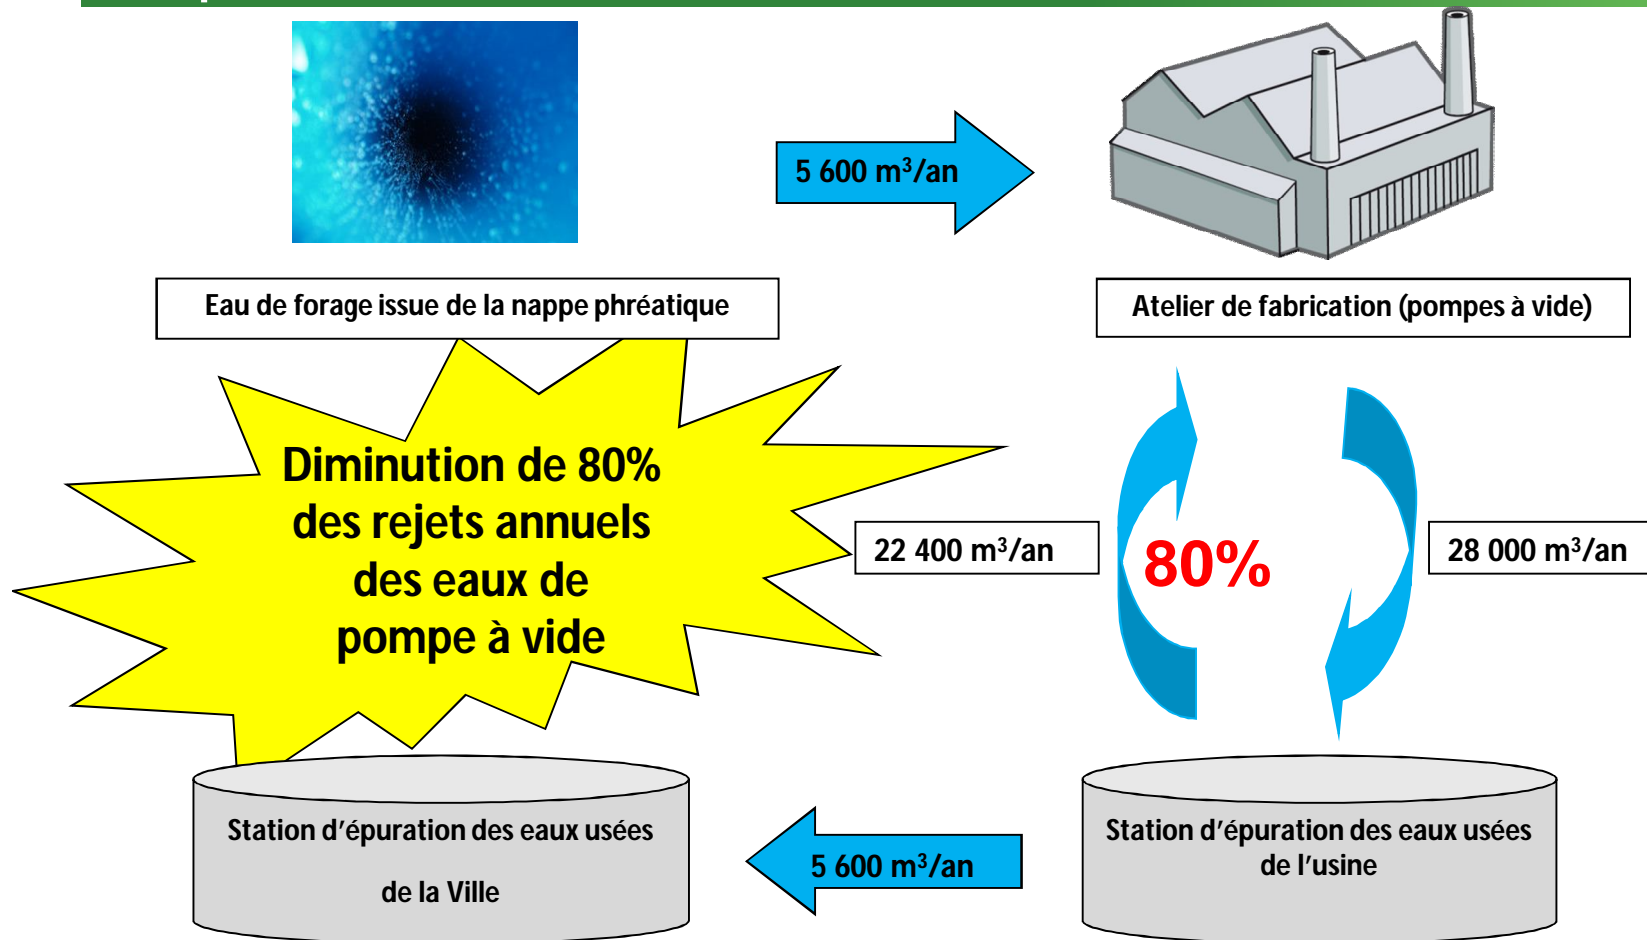 5 600 m³/an
Eau de forage issue de la nappe phréatique
Atelier de fabrication (pompes à vide)
Diminution de 80%
des rejets annuels
des eaux de
pompe à vide
22 400 m³/an
80%
28 000 m³/an
Station d’épuration des eaux usées
de la Ville
5 600 m³/an
Station d’épuration des eaux usées
de l’usine